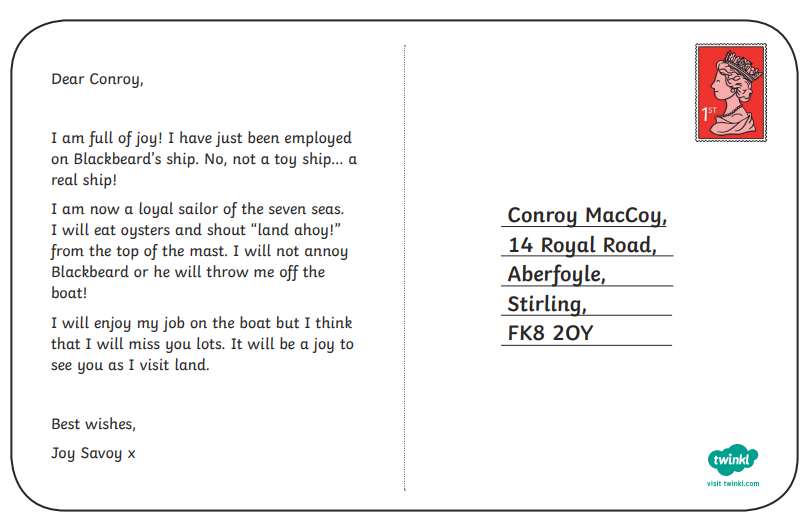 Dear Conroy,
I am full of joy! I have just been employed
on Blackbeard's ship. No, not a toy ship... a
real ship!
I am now a loyal sailor of the seven seas.
I will eat oysters and shout "land ahoy!"
from the top of the mast. I will not annoy
Blackbeard or he will throw me off the
boat!
I will enjoy my job on the boat but I think
that I will miss you lots. It will be a joy to
see you as I visit land.
Best wishes,
Joy Savoy x
1ST
Conroy MacCoy,
14 Royal Road,
Aberfoyle,
Stirling,
FK8 2OY
twinkl
visit twinkl.com